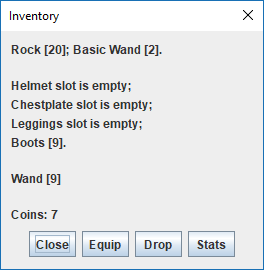 Inventory
Rock [20]; Basic Wand [2].
Helmet slot is empty;
Chestplate slot is empty;
Leggings slot is empty;
Boots [9].
Wand [9]
Coins: 7
Close Equip Drop Stats